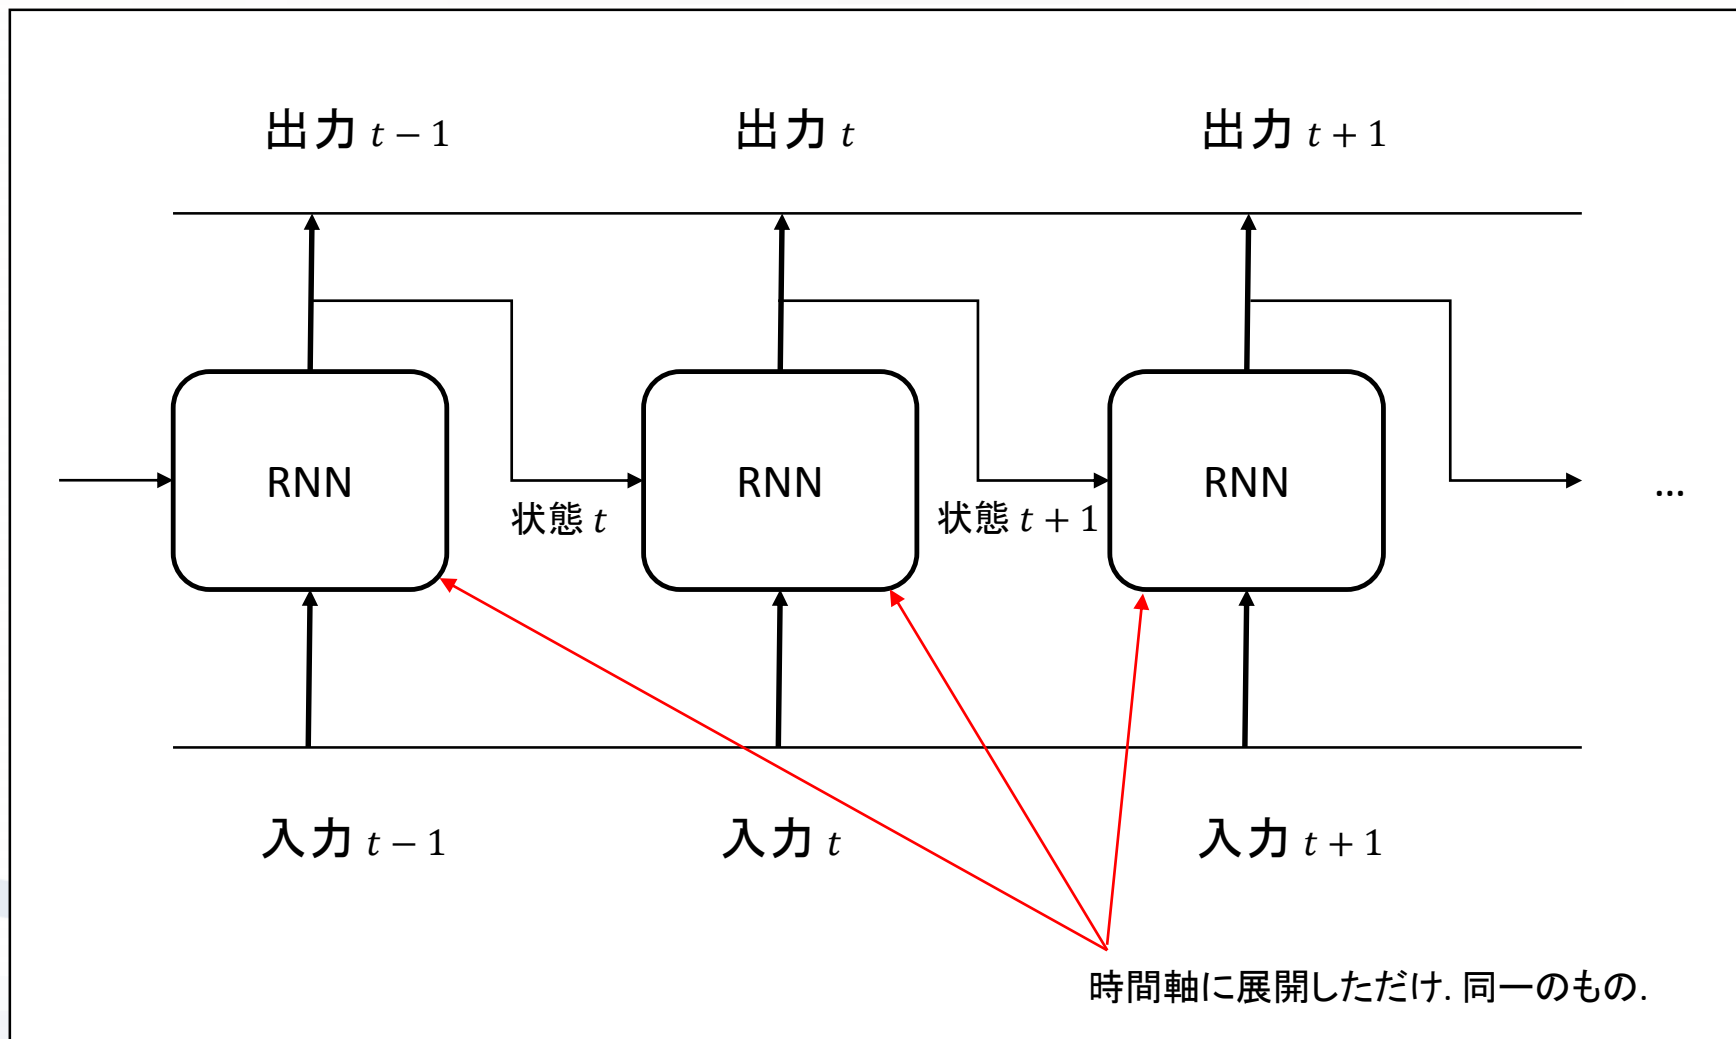 出力 t − 1
出力 t
出力 t + 1
RNN
RNN
RNN
...
状態 t
状態 t + 1
入力 t − 1
入力 t
入力 t + 1
時間軸に展開しただけ. 同一のもの.